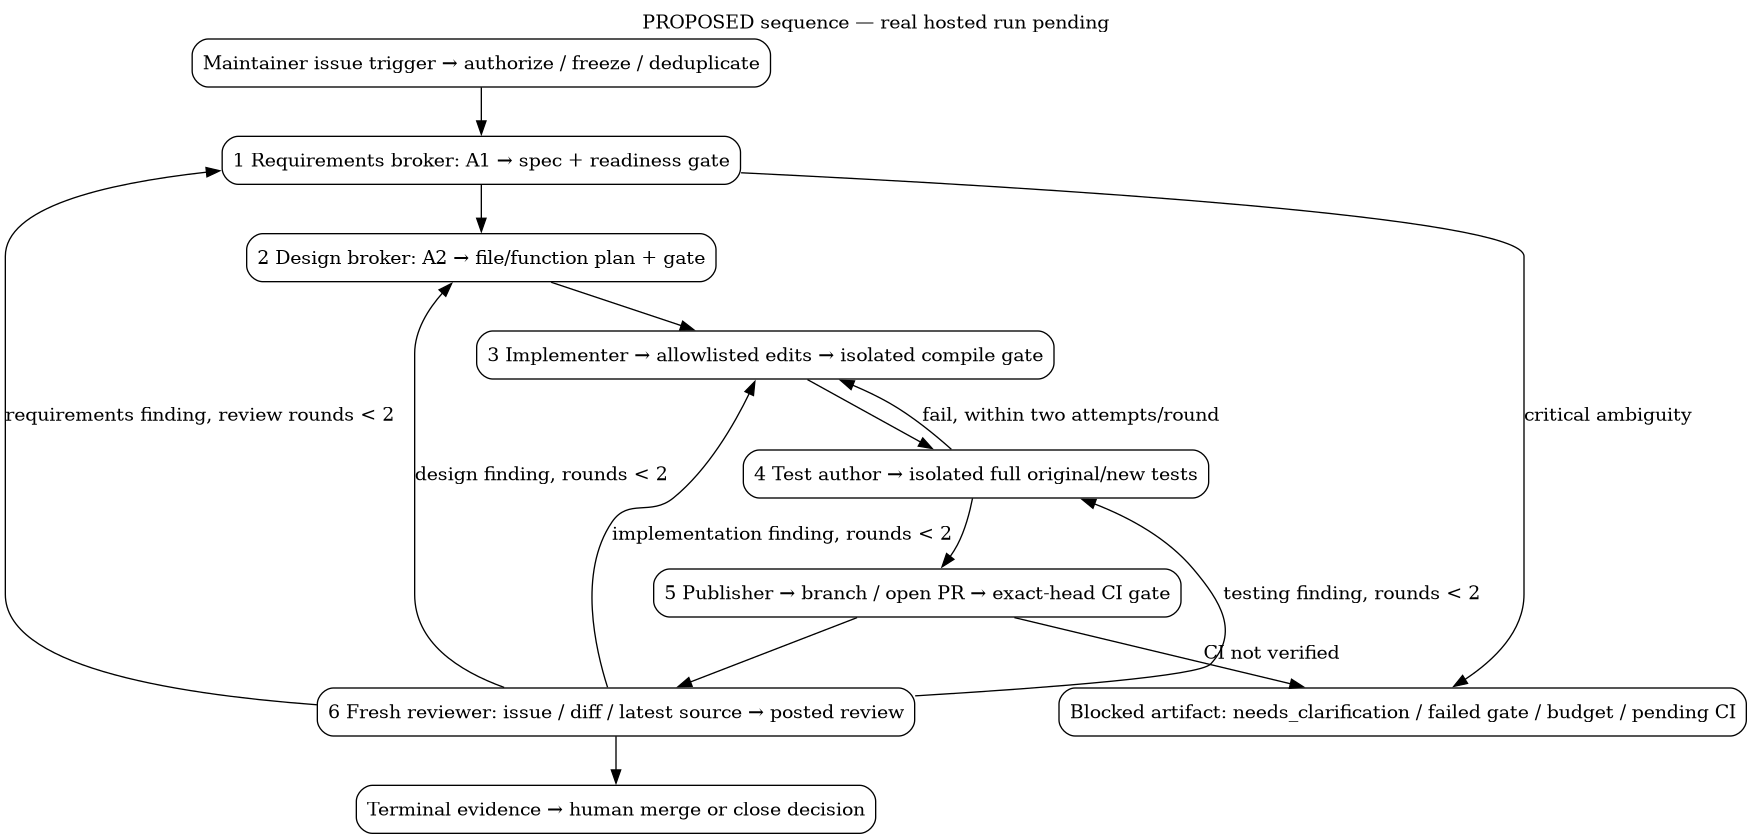 PROPOSED sequence — real hosted run pending
Maintainer issue trigger → authorize / freeze / deduplicate
1 Requirements broker: A1 → spec + readiness gate
2 Design broker: A2 → file/function plan + gate
3 Implementer → allowlisted edits → isolated compile gate
requirements finding, review rounds < 2
fail, within two attempts/round
critical ambiguity
design finding, rounds < 2
4 Test author → isolated full original/new tests
implementation finding, rounds < 2
5 Publisher → branch / open PR → exact-head CI gate
testing finding, rounds < 2
CI not verified
6 Fresh reviewer: issue / diff / latest source → posted review
Blocked artifact: needs_clarification / failed gate / budget / pending CI
Terminal evidence → human merge or close decision